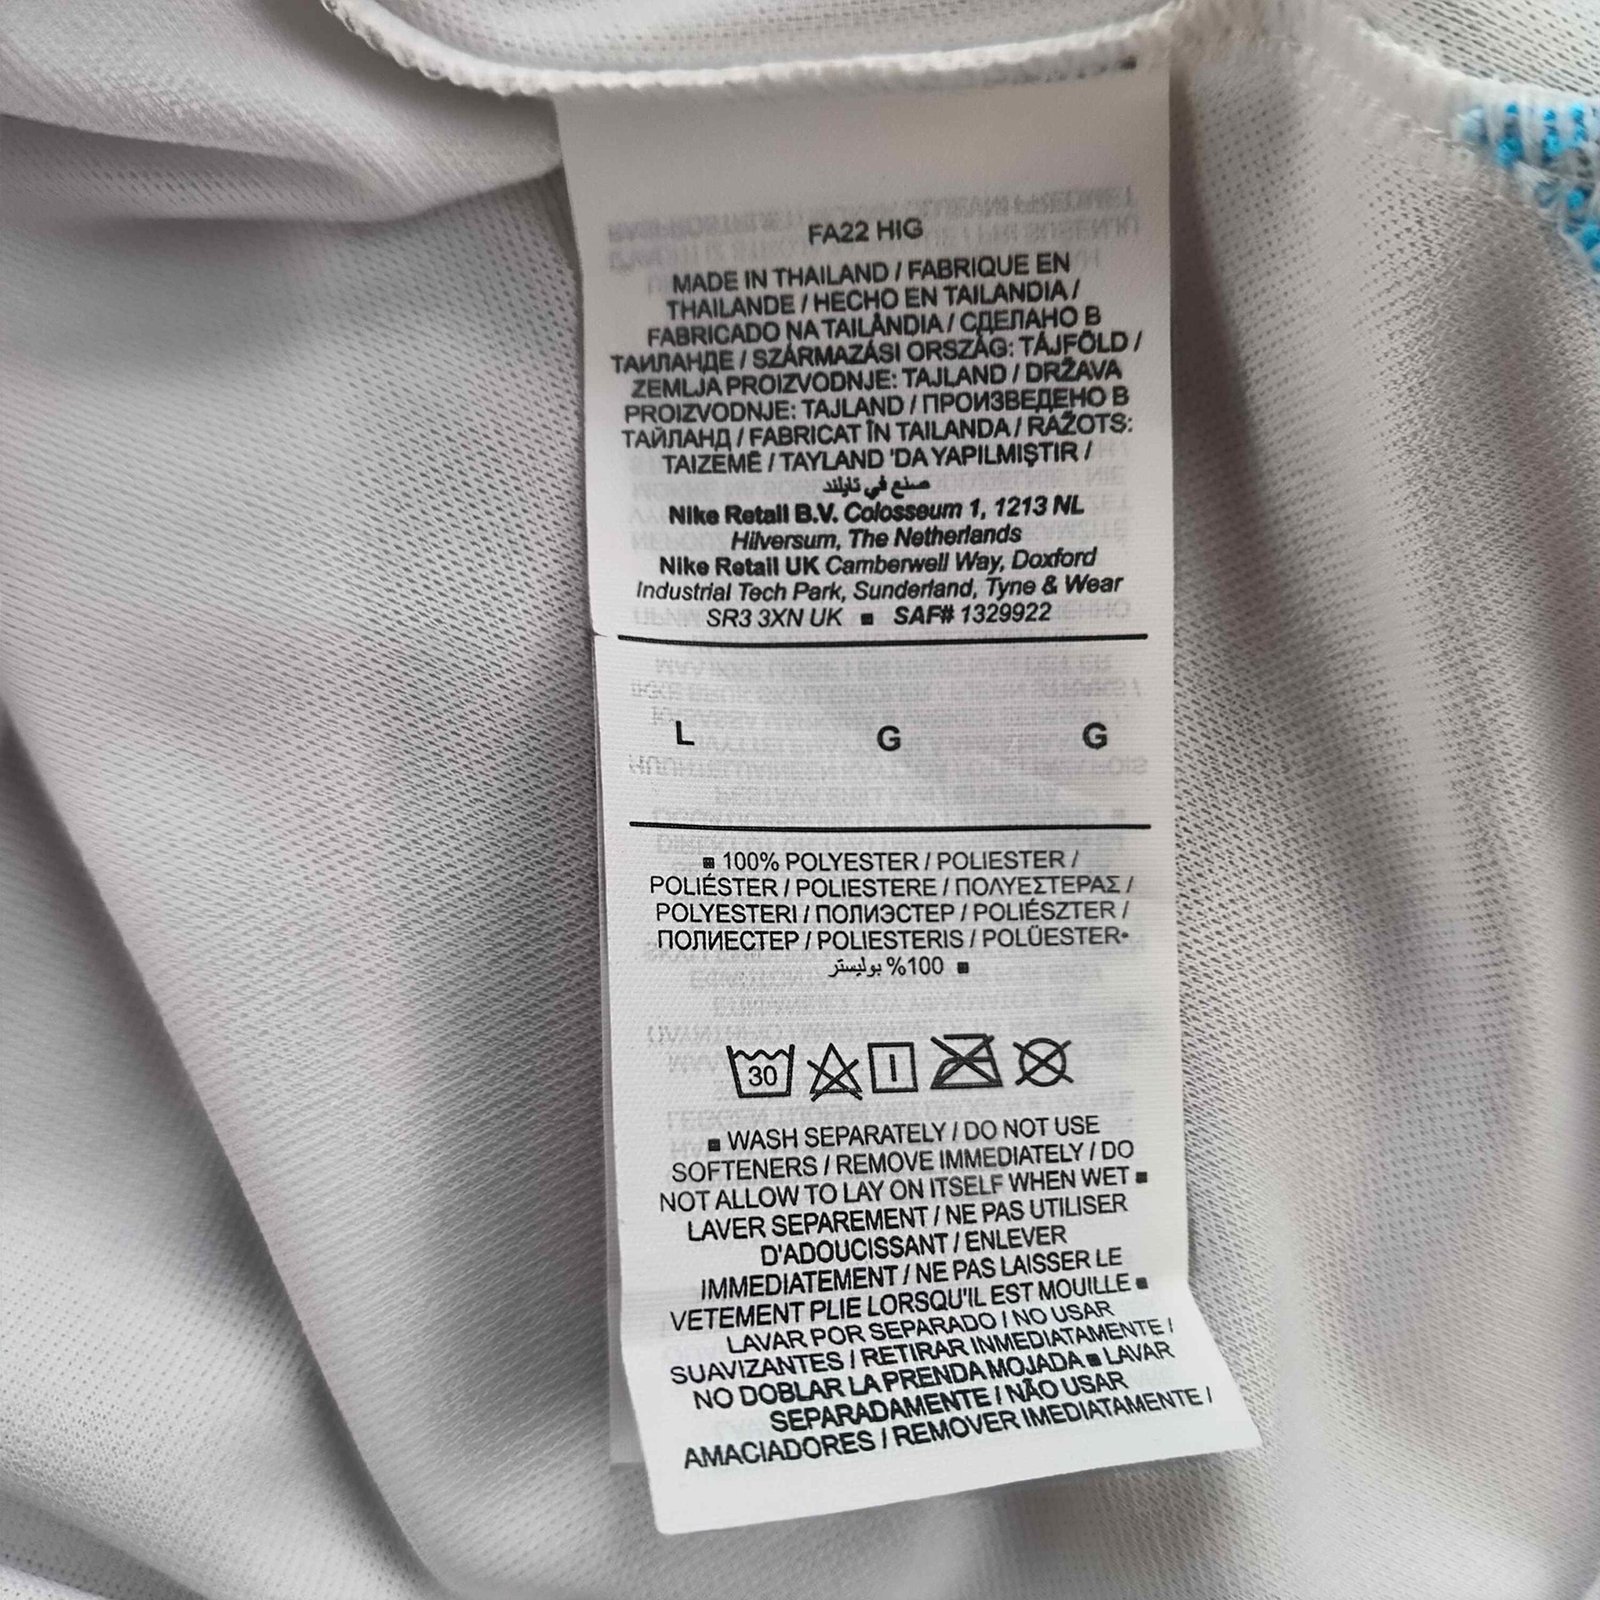 FA22 HIG
MADE IN THAILAND / FABRIQUE EN
THAILANDE / HECHO EN TAILANDIA /
FABRICADO NA TAILÂNDIA / СДЕЛАНО В
ТАИЛАНДЕ / SZÁRMAZÁSI ORSZÁG: TÁJFÖLD /
ZEMLJA PROIZVODNJE: TAJLAND / DRŽAVA
PROIZVODNJE: TAJLAND / ПРОИЗВЕДЕНО В
ТАЙЛАНД / FABRICAT ÎN TAILANDA / RAŽOTS:
TAIZEMĒ / TAYLAND 'DA YAPILMIŞTIR /
صنع في تايلند
Nike Retail B.V. Colosseum 1, 1213 NL
Hilversum, The Netherlands
Nike Retail UK Camberwell Way, Doxford
Industrial Tech Park, Sunderland, Tyne & Wear
SR3 3XN UK ■ SAF# 1329922
L G G
■ 100% POLYESTER / POLIESTER /
POLIÉSTER / POLIESTERE / ΠΟΛΥΕΣΤΕΡΑΣ /
POLYESTERI / ПОЛИЭСТЕР / POLIÉSZTER /
ПОЛИЕСТЕР / POLIESTERIS / POLÜESTER•
100% بوليستر ■
30
■ WASH SEPARATELY / DO NOT USE
SOFTENERS / REMOVE IMMEDIATELY / DO
NOT ALLOW TO LAY ON ITSELF WHEN WET ■
LAVER SEPAREMENT / NE PAS UTILISER
D'ADOUCISSANT / ENLEVER
IMMEDIATEMENT / NE PAS LAISSER LE
VETEMENT PLIE LORSQU'IL EST MOUILLE ■
LAVAR POR SEPARADO / NO USAR
SUAVIZANTES / RETIRAR INMEDIATAMENTE /
NO DOBLAR LA PRENDA MOJADA ■ LAVAR
SEPARADAMENTE / NÃO USAR
AMACIADORES / REMOVER IMEDIATAMENTE /